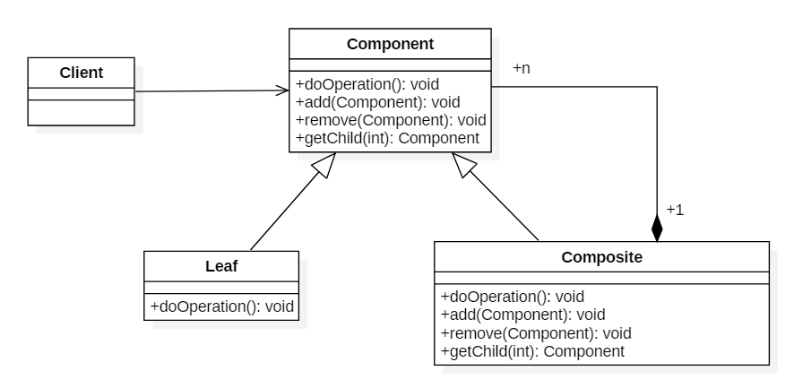 Component
+n
Client
+doOperation(): void
+add(Component): void
+remove(Component): void
+getChild(int): Component
+1
Leaf
+doOperation(): void
Composite
+doOperation(): void
+add(Component): void
+remove(Component): void
+getChild(int): Component